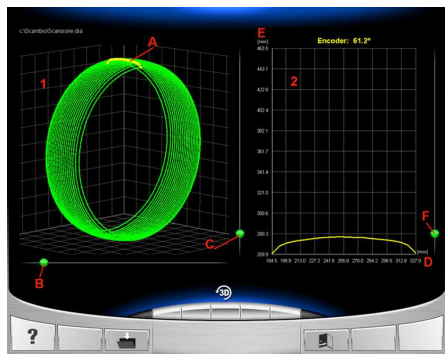 c:\Scambio\Scansione.dia
A
1
B
C
E
[mm]
Encoder: 61.2°
2
463.5
443.1
422.8
402.4
382.1
361.7
341.4
321.0
300.6
280.3
259.9
F
[mm]
D
184.5 198.8 213.0 227.2 241.5 255.8 270.0 284.2 298.5 312.8 327.0
3D
?